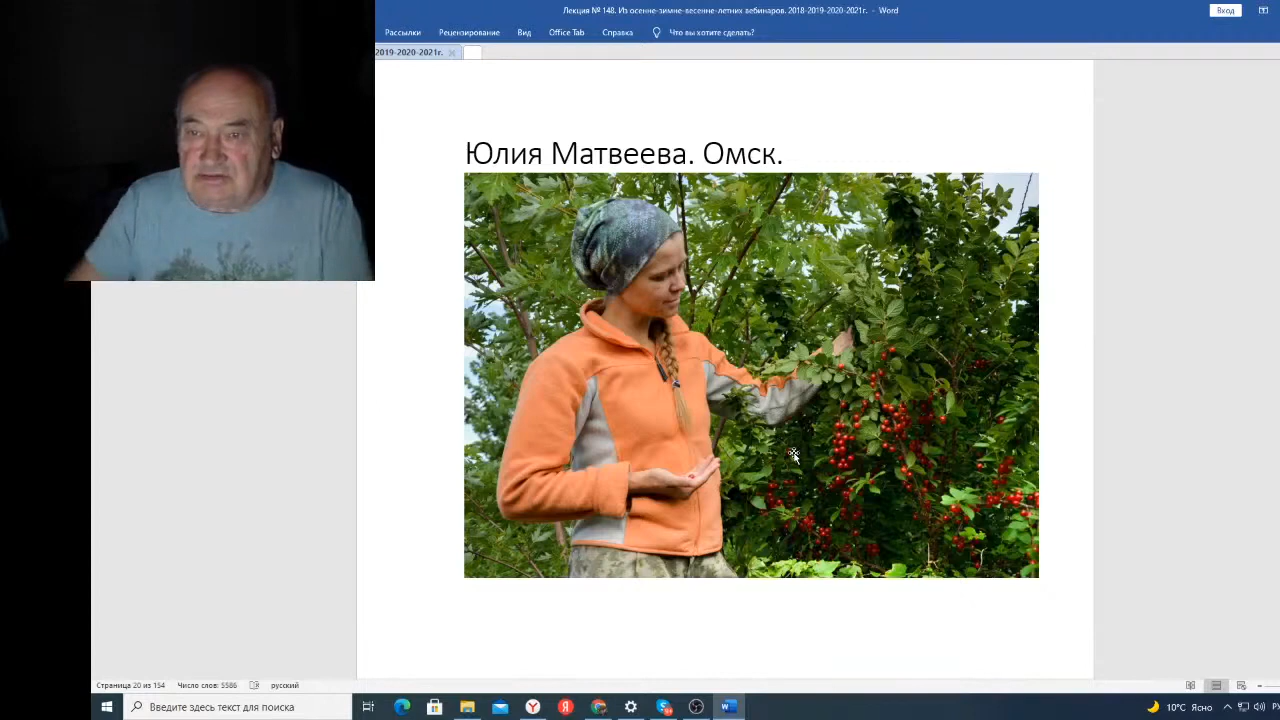 Лекция № 148. Из осенне-зимне-весенне-летних вебинаров. 2018-2019-2020-2021г. - Word
Вход
Рассылки Рецензирование Вид Office Tab Справка Что вы хотите сделать?
2019-2020-2021г.
Юлия Матвеева. Омск.
Страница 20 из 154 Число слов: 5586 русский
Введите здесь текст для поиска
10°C Ясно